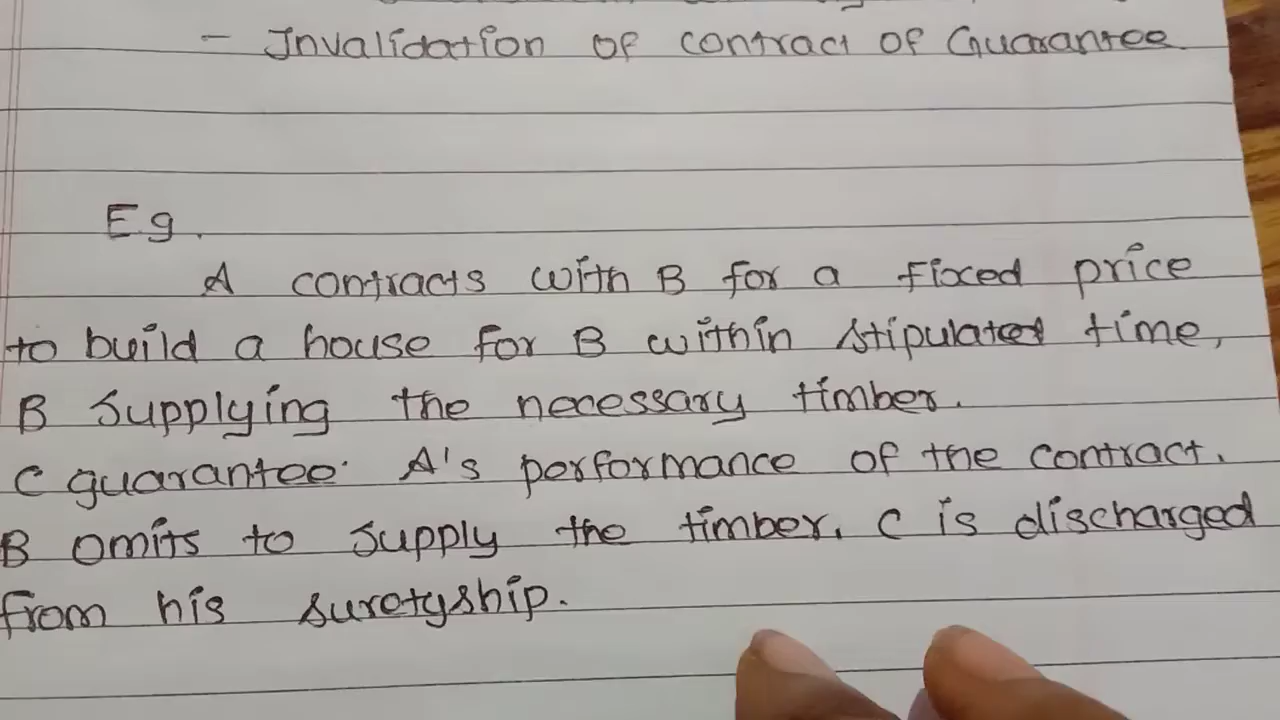 - Invalidation of contract of Guarantee
Eg.
A contracts with B for a fixed price
to build a house for B within stipulated time,
B supplying the necessary timber.
C guarantee. A's performance of the contract.
B omits to supply the timber. C is discharged
from his suretyship.